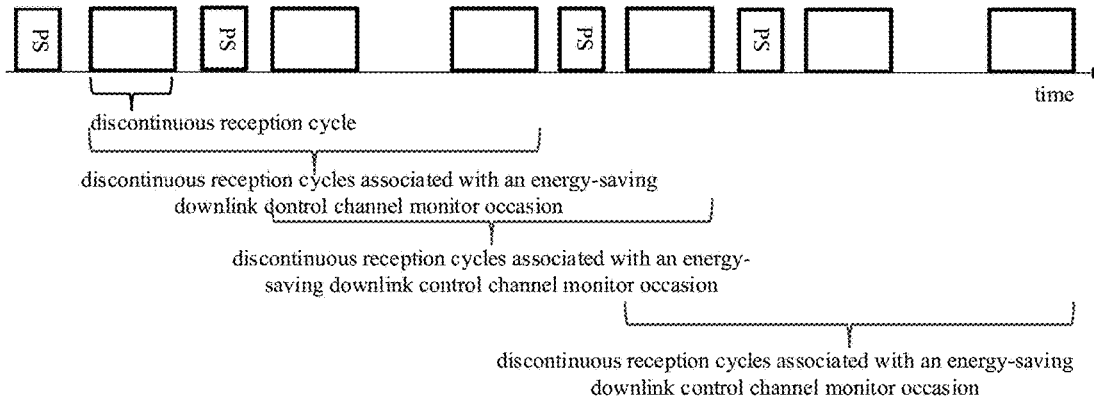 PS
PS
PS
PS
time
discontinuous reception cycle
discontinuous reception cycles associated with an energy-saving
downlink control channel monitor occasion
discontinuous reception cycles associated with an energy-
saving downlink control channel monitor occasion
discontinuous reception cycles associated with an energy-saving
downlink control channel monitor occasion